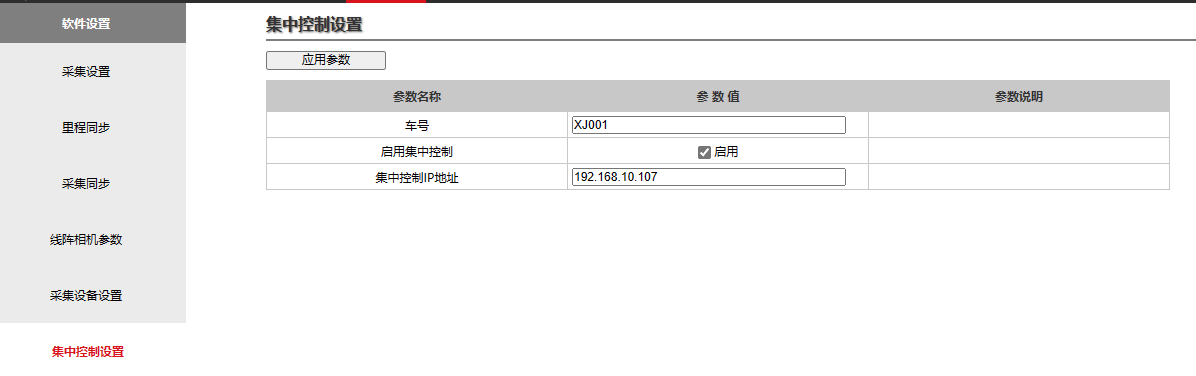 软件设置
采集设置
里程同步
采集同步
线阵相机参数
采集设备设置
集中控制设置
集中控制设置
应用参数
参数名称 参 数 值 参数说明
车号 XJ001
启用集中控制 启用
集中控制IP地址 192.168.10.107